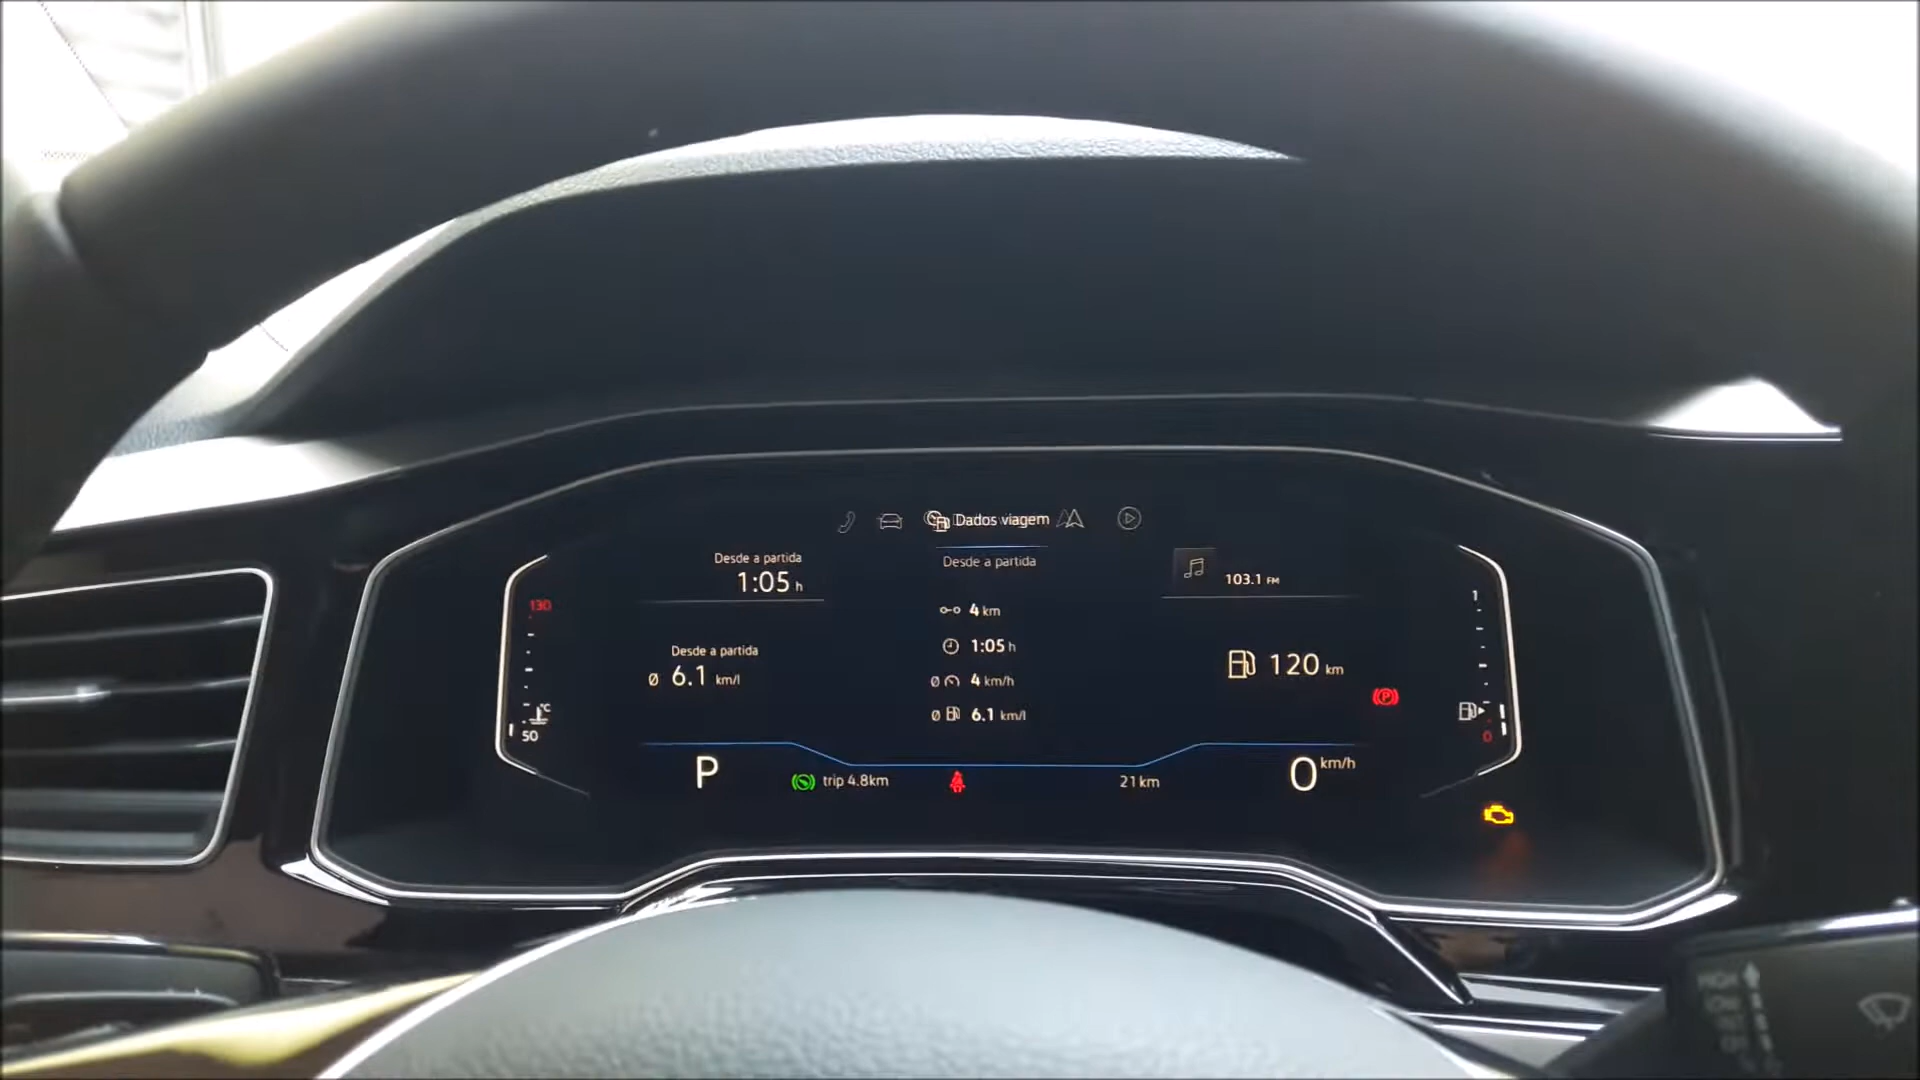 Dados viagem
Desde a partida
1:05 h
Desde a partida
103.1 FM
130
4 km
1
Desde a partida
Ø 6.1 km/l
1:05 h
120 km
Ø 4 km/h
(P)
°C
50
Ø 6.1 km/l
0
P
trip 4.8km
21 km
0 km/h
HIGH
LOW